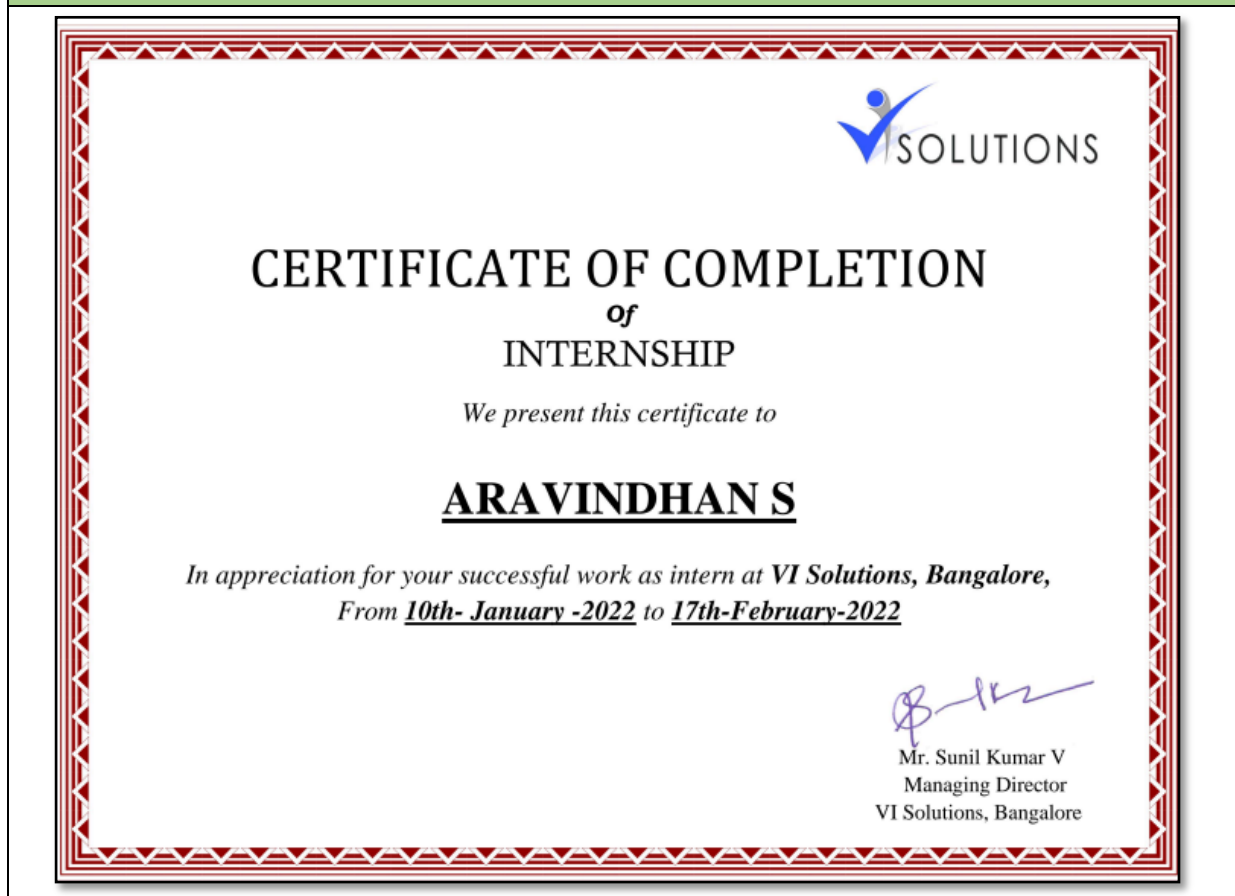 VI SOLUTIONS
CERTIFICATE OF COMPLETION
Of
INTERNSHIP
We present this certificate to
ARAVINDHAN S
In appreciation for your successful work as intern at VI Solutions, Bangalore,
From 10th- January -2022 to 17th-February-2022
Mr. Sunil Kumar V
Managing Director
VI Solutions, Bangalore